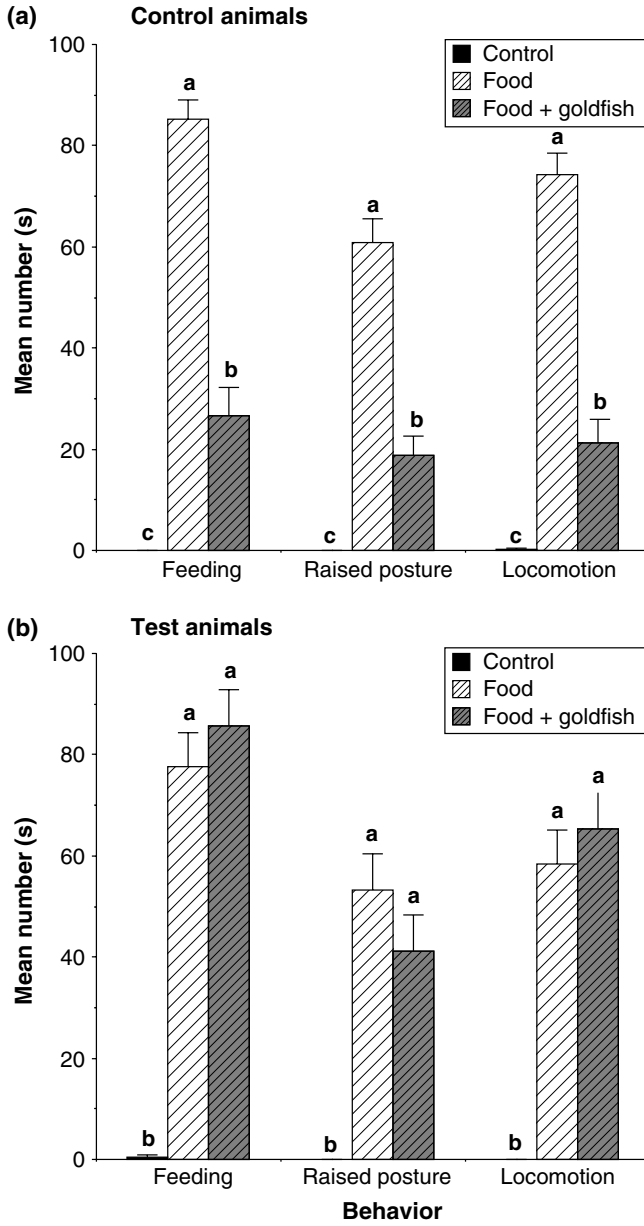 (a) Control animals
Control
Food
Food + goldfish
Mean number (s)
100
80
60
40
20
0
c a b
c a b
c a b
Feeding Raised posture Locomotion
(b) Test animals
Control
Food
Food + goldfish
Mean number (s)
100
80
60
40
20
0
b a a
b a a
b a a
Feeding Raised posture Locomotion
Behavior